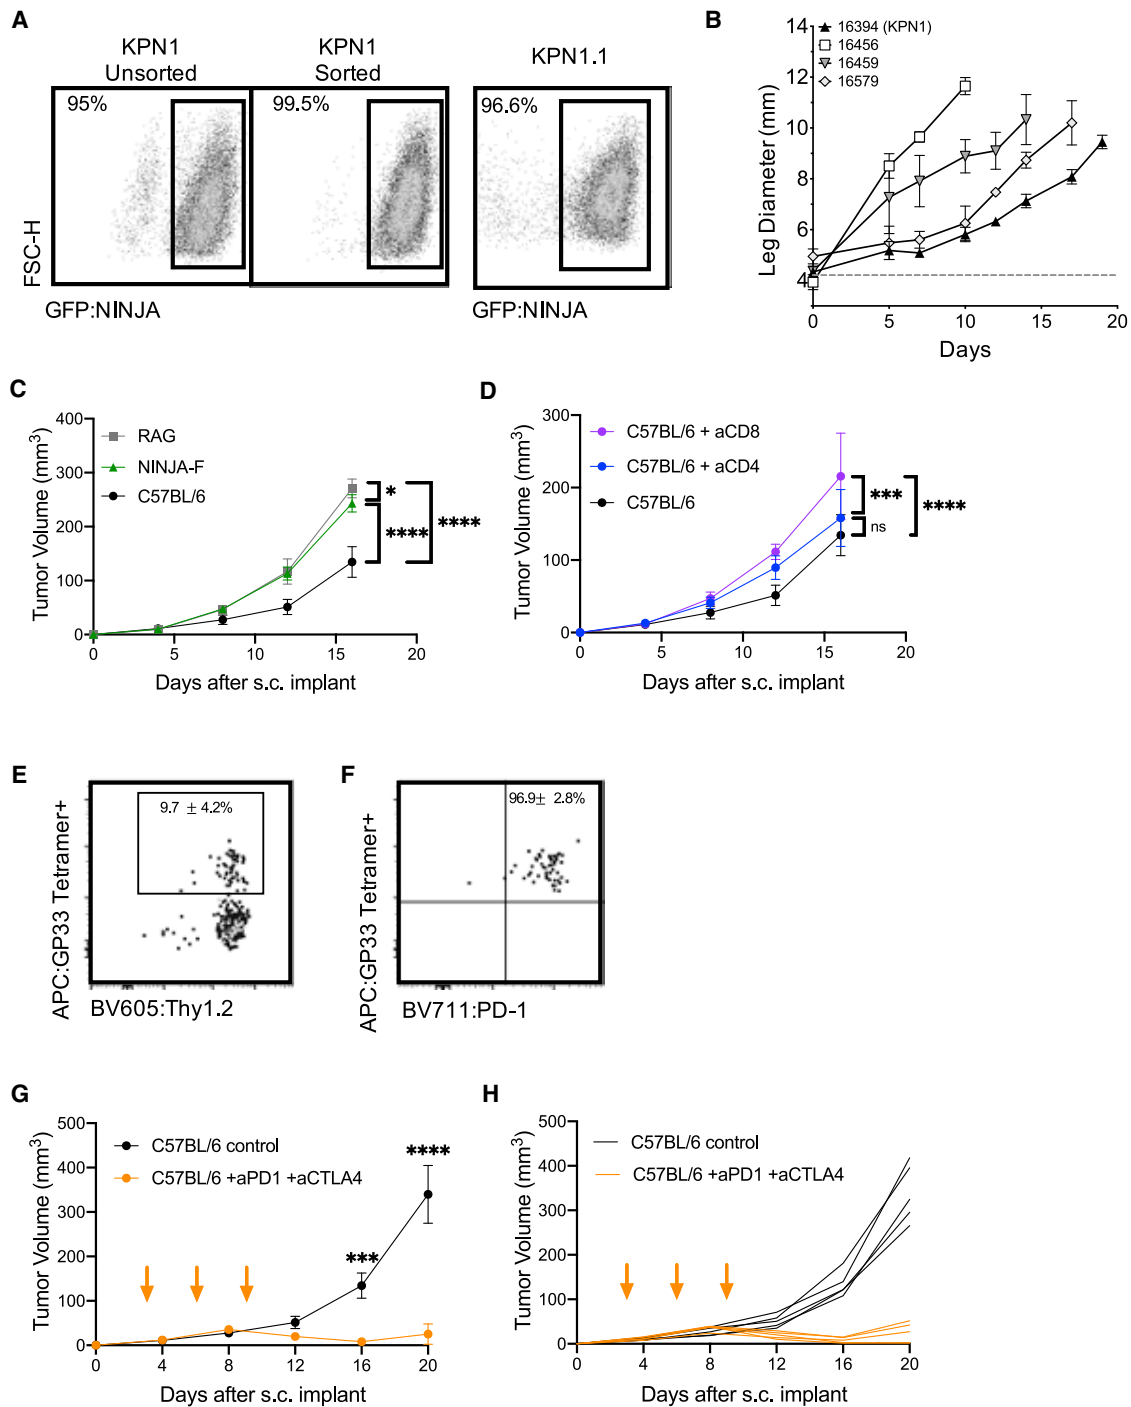 A
KPN1
Unsorted
KPN1
Sorted
KPN1.1
95%
99.5%
96.6%
FSC-H
GFP:NINJA
GFP:NINJA
B
16394 (KPN1)
16456
16459
16579
Leg Diameter (mm)
14
12
10
8
6
4
0
5
10
15
20
Days
C
RAG
NINJA-F
C57BL/6
Tumor Volume (mm³)
400
300
200
100
0
0
5
10
15
20
*
****
****
Days after s.c. implant
D
C57BL/6 + aCD8
C57BL/6 + aCD4
C57BL/6
Tumor Volume (mm³)
300
200
100
0
0
5
10
15
20
***
ns
****
Days after s.c. implant
E
9.7 ± 4.2%
APC:GP33 Tetramer+
BV605:Thy1.2
F
96.9± 2.8%
APC:GP33 Tetramer+
BV711:PD-1
G
C57BL/6 control
C57BL/6 +aPD1 +aCTLA4
Tumor Volume (mm³)
500
400
300
200
100
0
0
4
8
12
16
20
***
****
Days after s.c. implant
H
C57BL/6 control
C57BL/6 +aPD1 +aCTLA4
Tumor Volume (mm³)
500
400
300
200
100
0
0
4
8
12
16
20
Days after s.c. implant